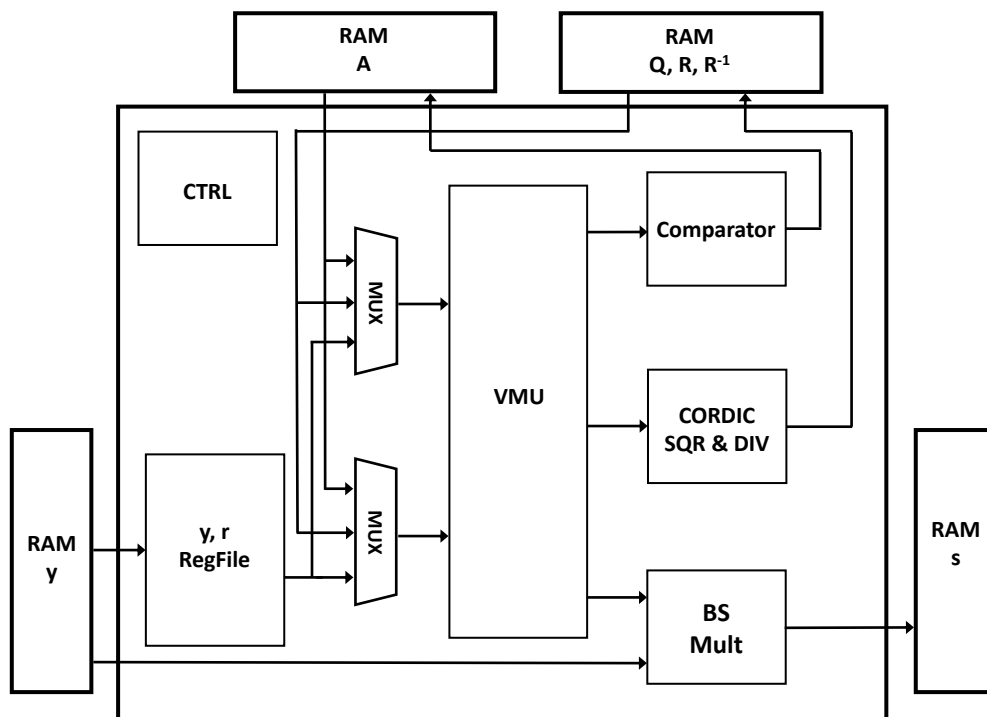 RAM
A
RAM
Q, R, R⁻¹
CTRL
MUX
Comparator
VMU
CORDIC
SQR & DIV
RAM
y
y, r
RegFile
MUX
BS
Mult
RAM
s